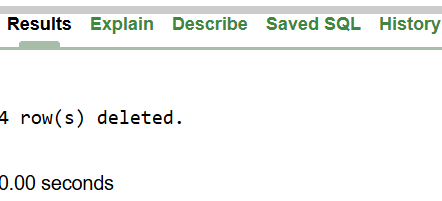 Results Explain Describe Saved SQL History
4 row(s) deleted.
0.00 seconds